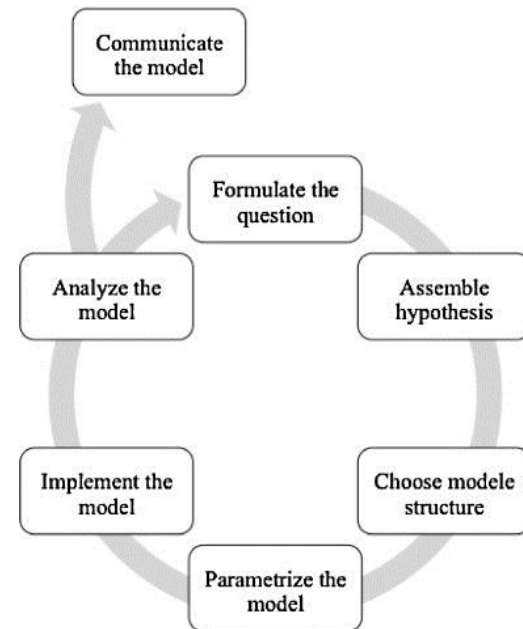 Communicate
the model
Formulate the
question
Assemble
hypothesis
Choose modele
structure
Parametrize the
model
Implement the
model
Analyze the
model